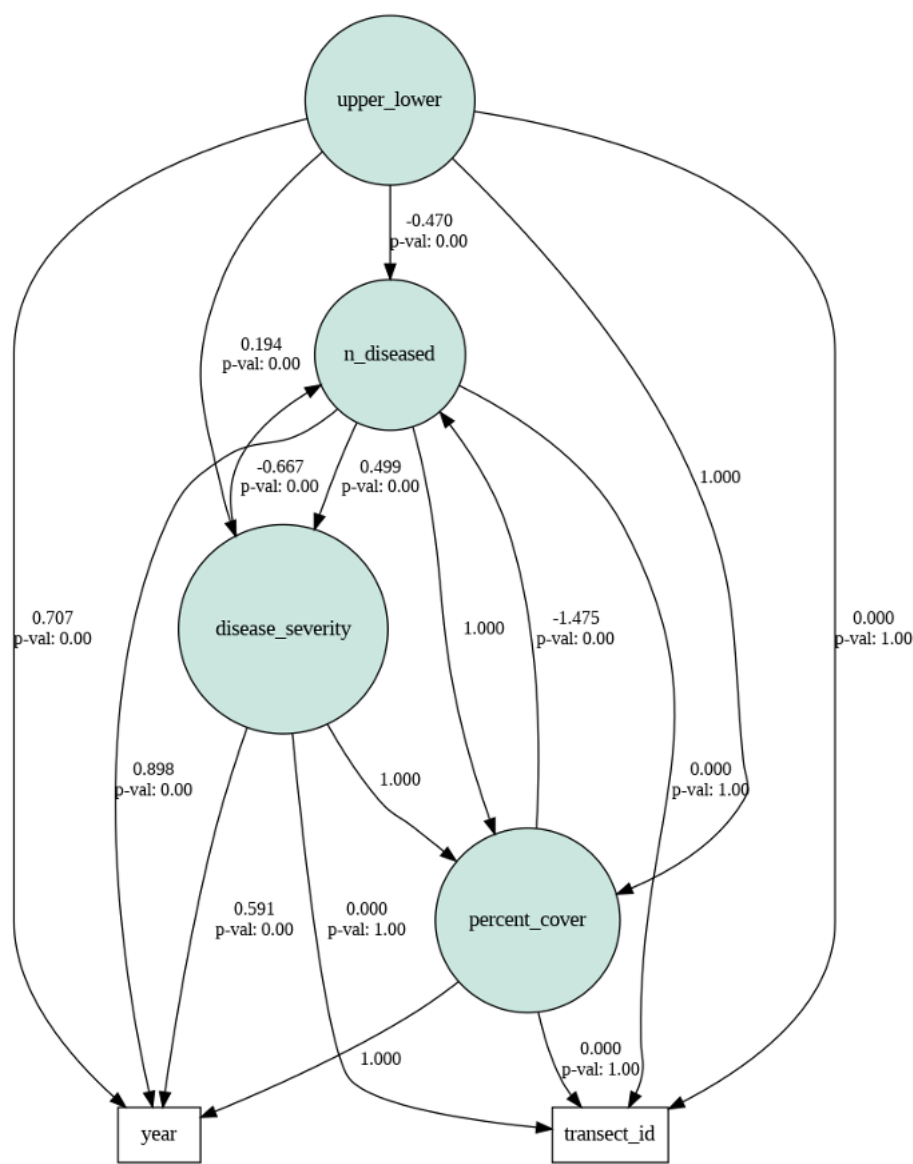 upper_lower
-0.470
p-val: 0.00
0.194
p-val: 0.00
n_diseased
-0.667
p-val: 0.00
0.499
p-val: 0.00
1.000
disease_severity
0.707
p-val: 0.00
1.000
-1.475
p-val: 0.00
0.000
p-val: 1.00
0.898
p-val: 0.00
1.000
0.000
p-val: 1.00
0.591
p-val: 0.00
0.000
p-val: 1.00
percent_cover
1.000
0.000
p-val: 1.00
year
transect_id